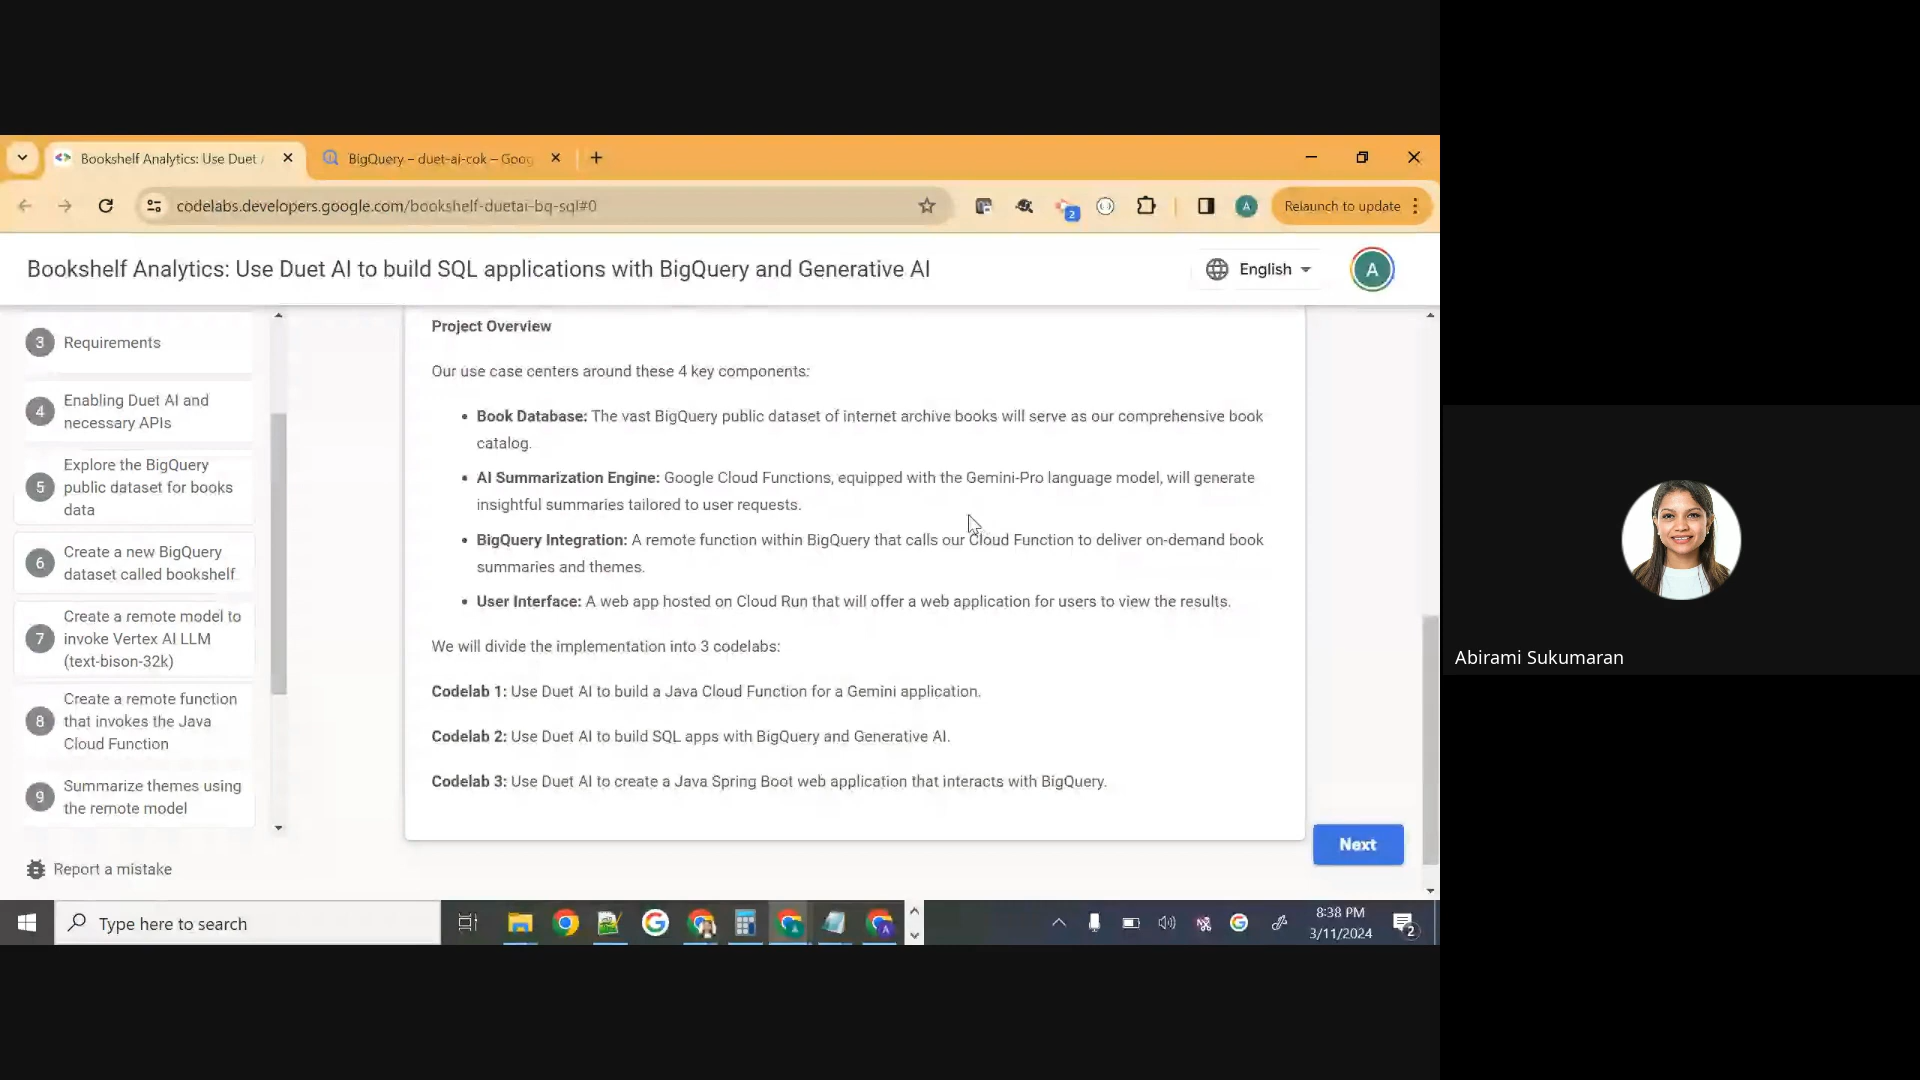 Bookshelf Analytics: Use Duet
BigQuery – duet-ai-cok – Goog
codelabs.developers.google.com/bookshelf-duetai-bq-sql#0
2
A
Relaunch to update
Bookshelf Analytics: Use Duet AI to build SQL applications with BigQuery and Generative AI
English
A
3
Requirements
4
Enabling Duet AI and
necessary APIs
5
Explore the BigQuery
public dataset for books
data
6
Create a new BigQuery
dataset called bookshelf
7
Create a remote model to
invoke Vertex AI LLM
(text-bison-32k)
8
Create a remote function
that invokes the Java
Cloud Function
9
Summarize themes using
the remote model
Report a mistake
Project Overview
Our use case centers around these 4 key components:
• Book Database: The vast BigQuery public dataset of internet archive books will serve as our comprehensive book
catalog.
• AI Summarization Engine: Google Cloud Functions, equipped with the Gemini-Pro language model, will generate
insightful summaries tailored to user requests.
• BigQuery Integration: A remote function within BigQuery that calls our Cloud Function to deliver on-demand book
summaries and themes.
• User Interface: A web app hosted on Cloud Run that will offer a web application for users to view the results.
We will divide the implementation into 3 codelabs:
Codelab 1: Use Duet AI to build a Java Cloud Function for a Gemini application.
Codelab 2: Use Duet AI to build SQL apps with BigQuery and Generative AI.
Codelab 3: Use Duet AI to create a Java Spring Boot web application that interacts with BigQuery.
Next
Type here to search
8:38 PM
3/11/2024
2
Abirami Sukumaran